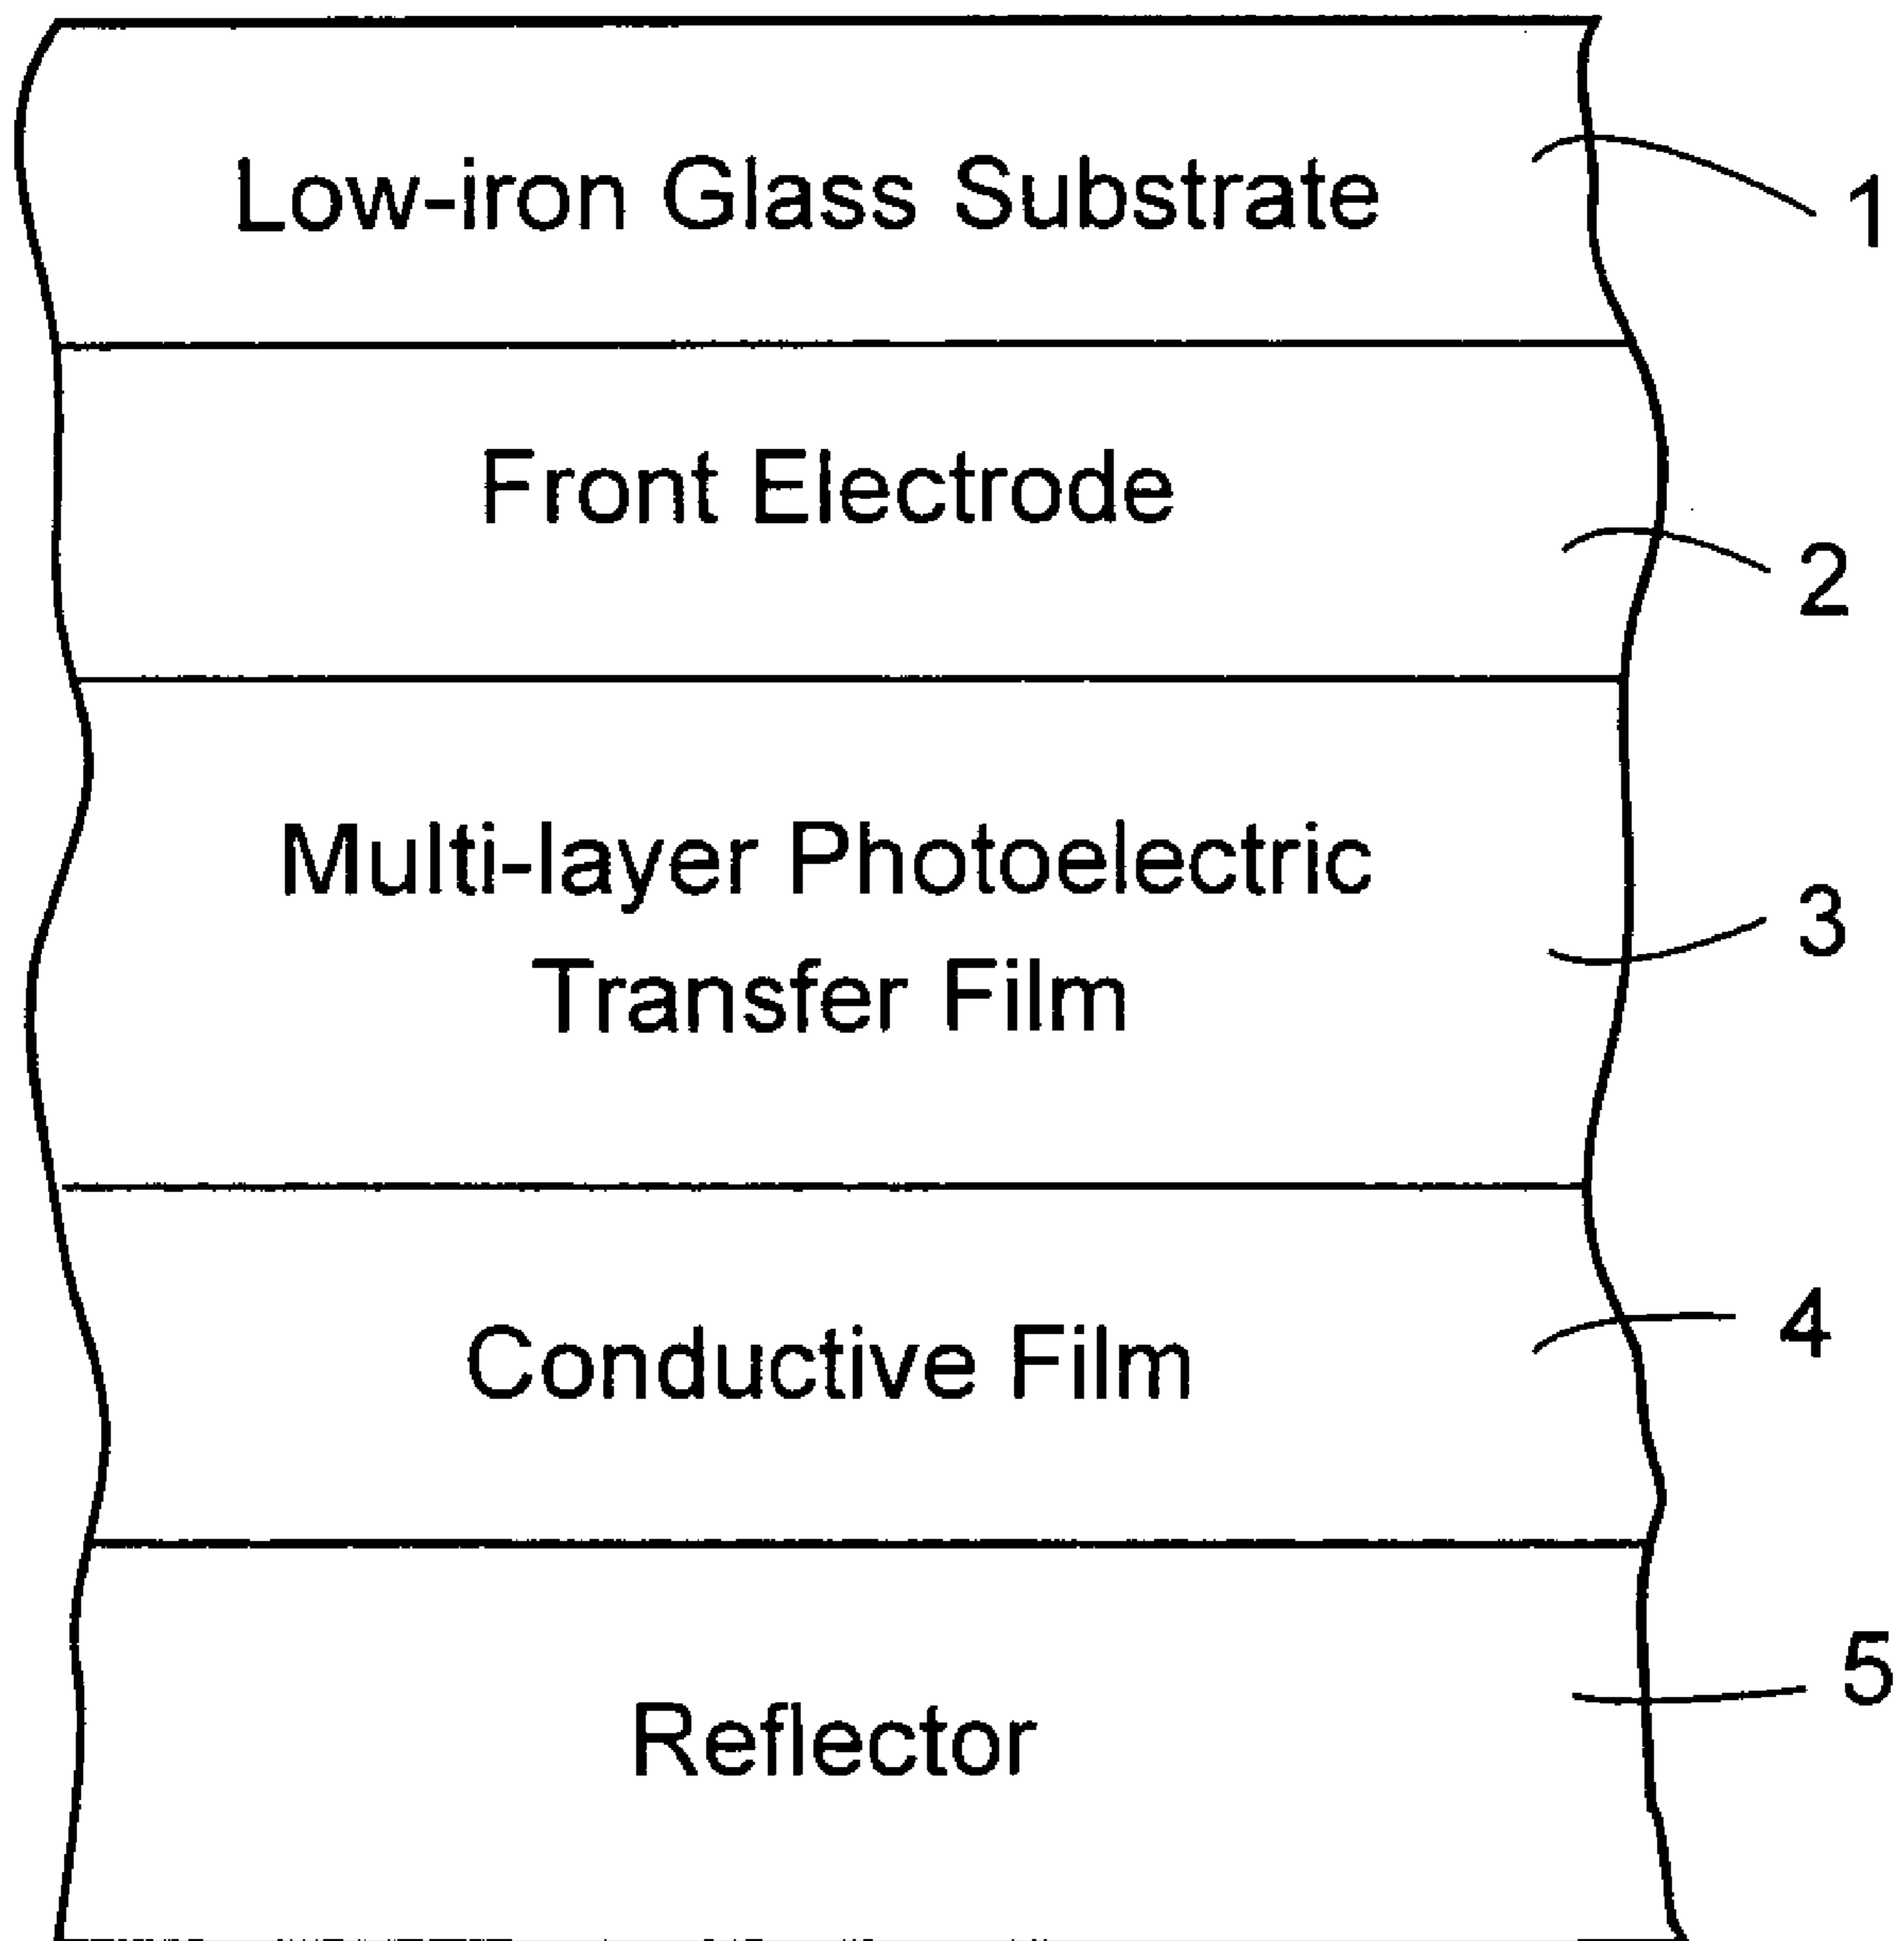 Low-iron Glass Substrate
1
Front Electrode
2
Multi-layer Photoelectric
Transfer Film
3
Conductive Film
4
Reflector
5